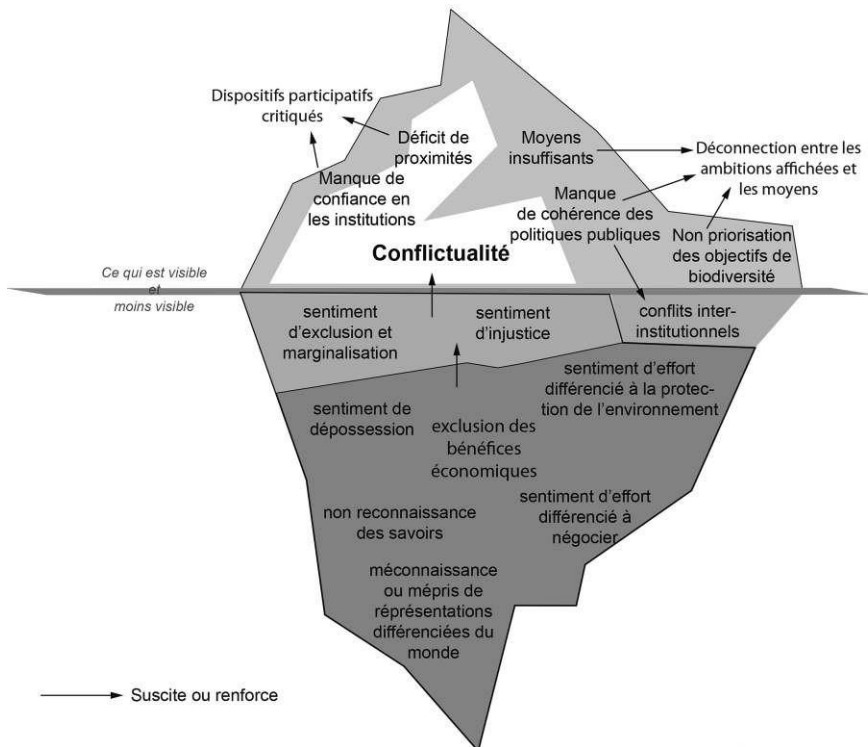 Dispositifs participatifs
critiqués
Déficit de
proximités
Manque de
confiance en
les institutions
Moyens
insuffisants
Déconnection entre les
ambitions affichées et
les moyens
Manque
de cohérence des
politiques publiques
Non priorisation
des objectifs de
biodiversité
Conflictualité
Ce qui est visible
et
moins visible
sentiment
d'exclusion et
marginalisation
sentiment
d'injustice
conflits inter-
institutionnels
sentiment de
dépossession
exclusion des
bénéfices
économiques
sentiment d'effort
différencié à la protec-
tion de l'environnement
non reconnaissance
des savoirs
sentiment d'effort
différencié à
négocier
méconnaissance
ou mépris de
réprésentations
différenciées du
monde
Suscite ou renforce